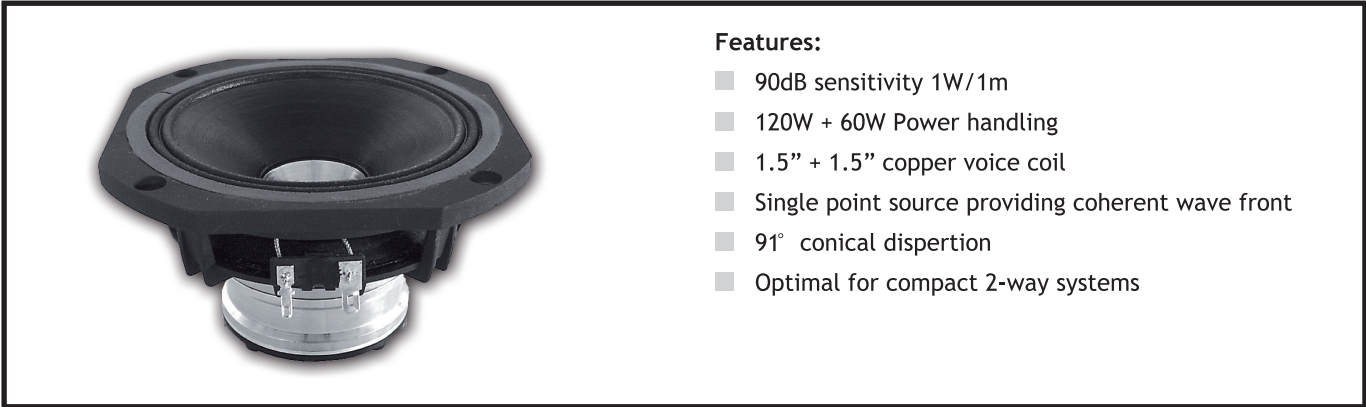 Features:
90dB sensitivity 1W/1m
120W + 60W Power handling
1.5” + 1.5” copper voice coil
Single point source providing coherent wave front
91° conical dispertion
Optimal for compact 2-way systems